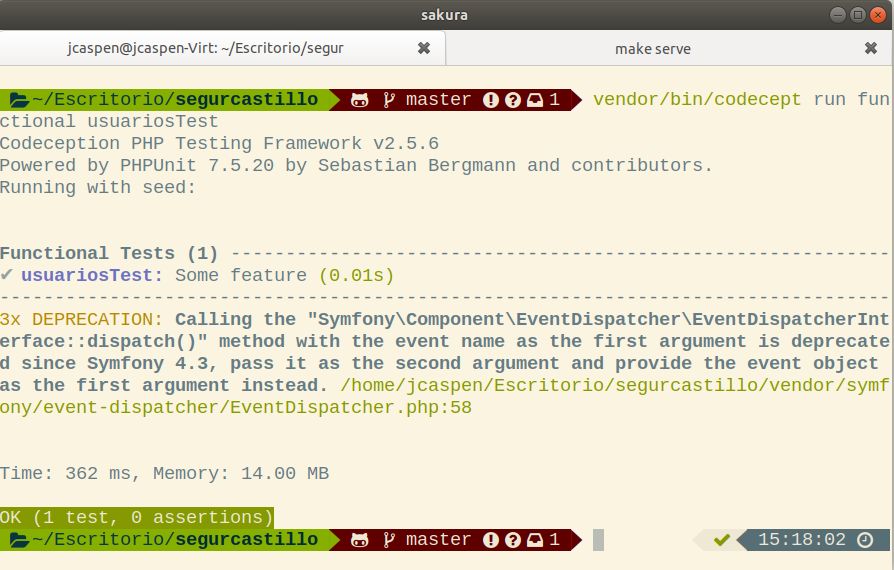 sakura
jcaspen@jcaspen-Virt: ~/Escritorio/segur
make serve
~/Escritorio/segurcastillo master 1 vendor/bin/codecept run fun
ctional usuariosTest
Codeception PHP Testing Framework v2.5.6
Powered by PHPUnit 7.5.20 by Sebastian Bergmann and contributors.
Running with seed:
Functional Tests (1) ------------------------------------------------------------
✔ usuariosTest: Some feature (0.01s)
---------------------------------------------------------------------------------
3x DEPRECATION: Calling the "Symfony\Component\EventDispatcher\EventDispatcherInt
erface::dispatch()" method with the event name as the first argument is deprecate
d since Symfony 4.3, pass it as the second argument and provide the event object
as the first argument instead. /home/jcaspen/Escritorio/segurcastillo/vendor/symf
ony/event-dispatcher/EventDispatcher.php:58
Time: 362 ms, Memory: 14.00 MB
OK (1 test, 0 assertions)
~/Escritorio/segurcastillo master 1 15:18:02